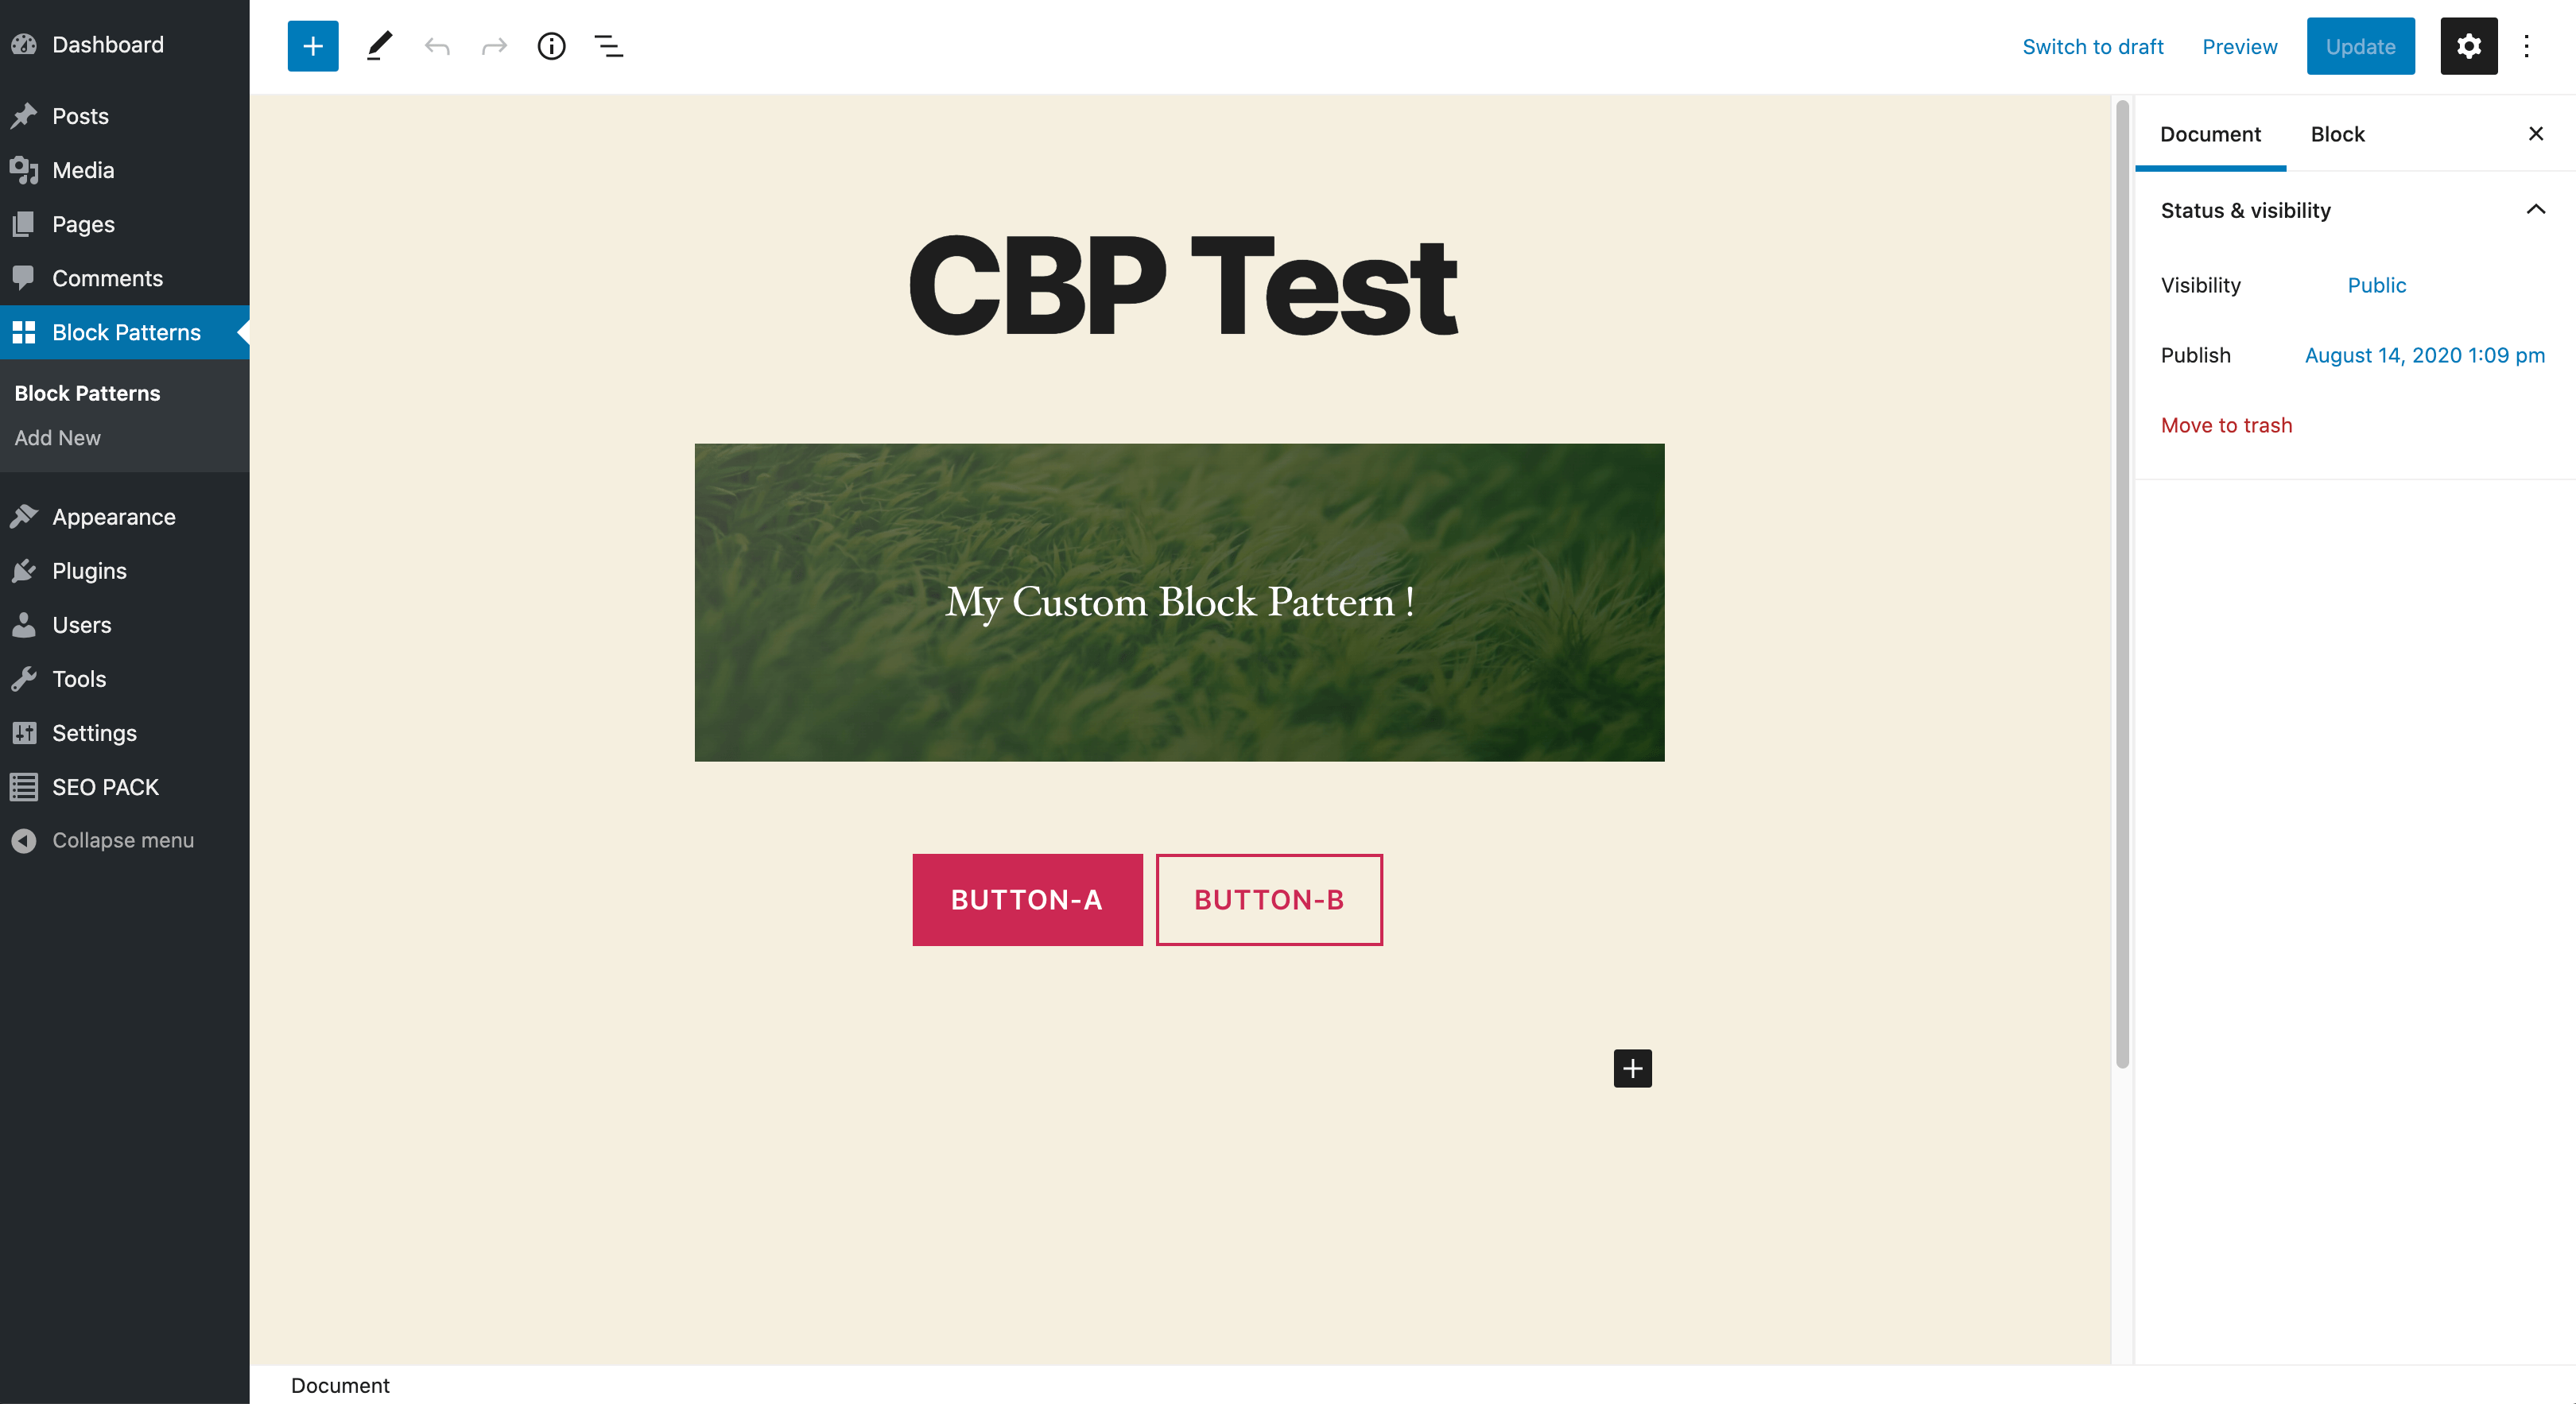 Dashboard
Posts
Media
Pages
Comments
Block Patterns
Block Patterns
Add New
Appearance
Plugins
Users
Tools
Settings
SEO PACK
Collapse menu
Switch to draft
Preview
Update
CBP Test
My Custom Block Pattern !
BUTTON-A
BUTTON-B
Document
Block
Status & visibility
Visibility
Public
Publish
August 14, 2020 1:09 pm
Move to trash
Document